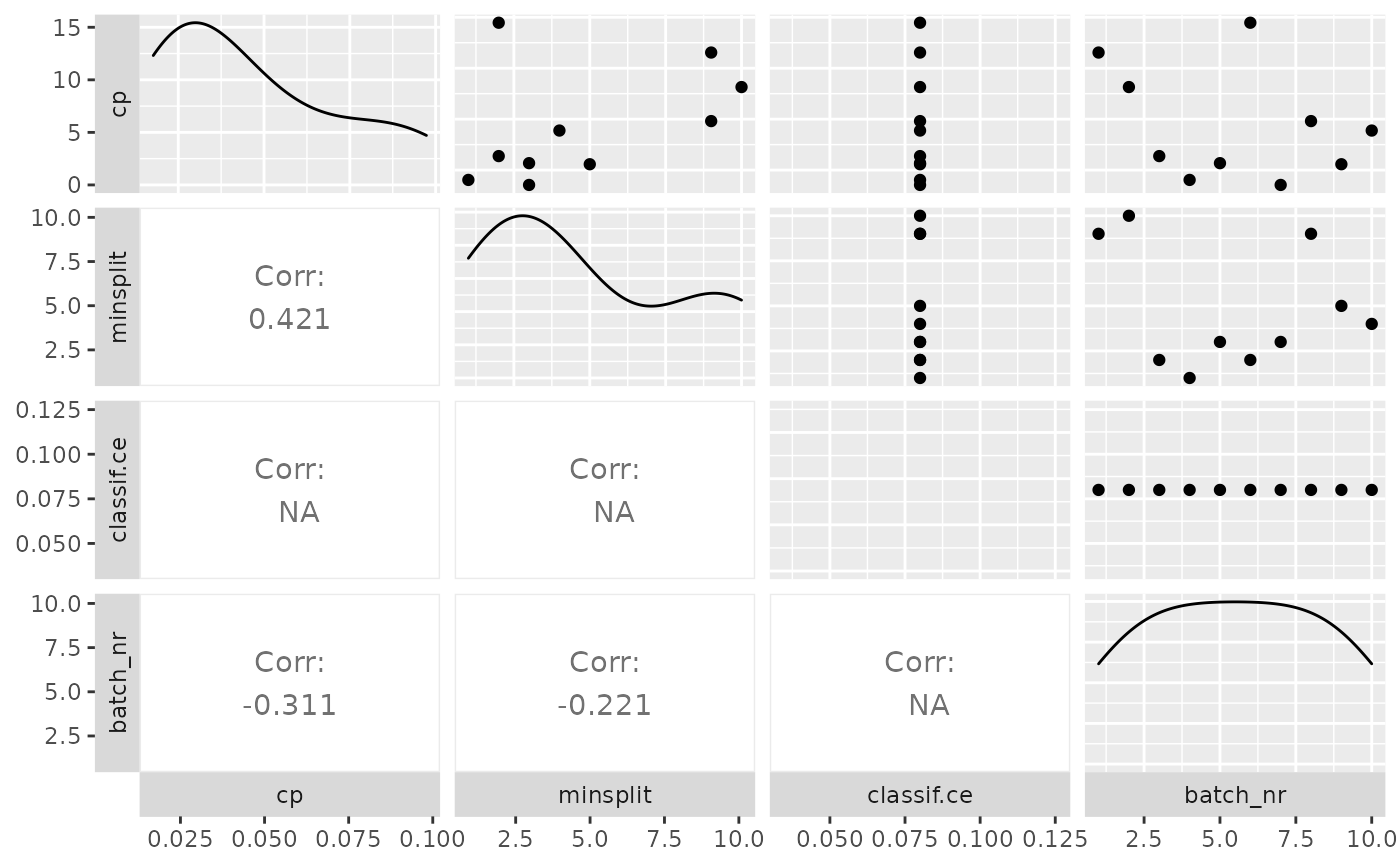 15
10
5
0
cp
10.0
7.5
5.0
2.5
minsplit
Corr:
0.421
0.125
0.100
0.075
0.050
classif.ce
Corr:
NA
Corr:
NA
10.0
7.5
5.0
2.5
batch_nr
Corr:
-0.311
Corr:
-0.221
Corr:
NA
cp minsplit classif.ce batch_nr
0.025 0.050 0.075 0.100 2.5 5.0 7.5 10.0 0.050 0.075 0.100 0.125 2.5 5.0 7.5 10.0